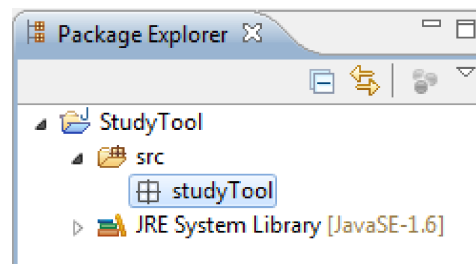 Package Explorer
StudyTool
src
studyTool
JRE System Library [JavaSE-1.6]